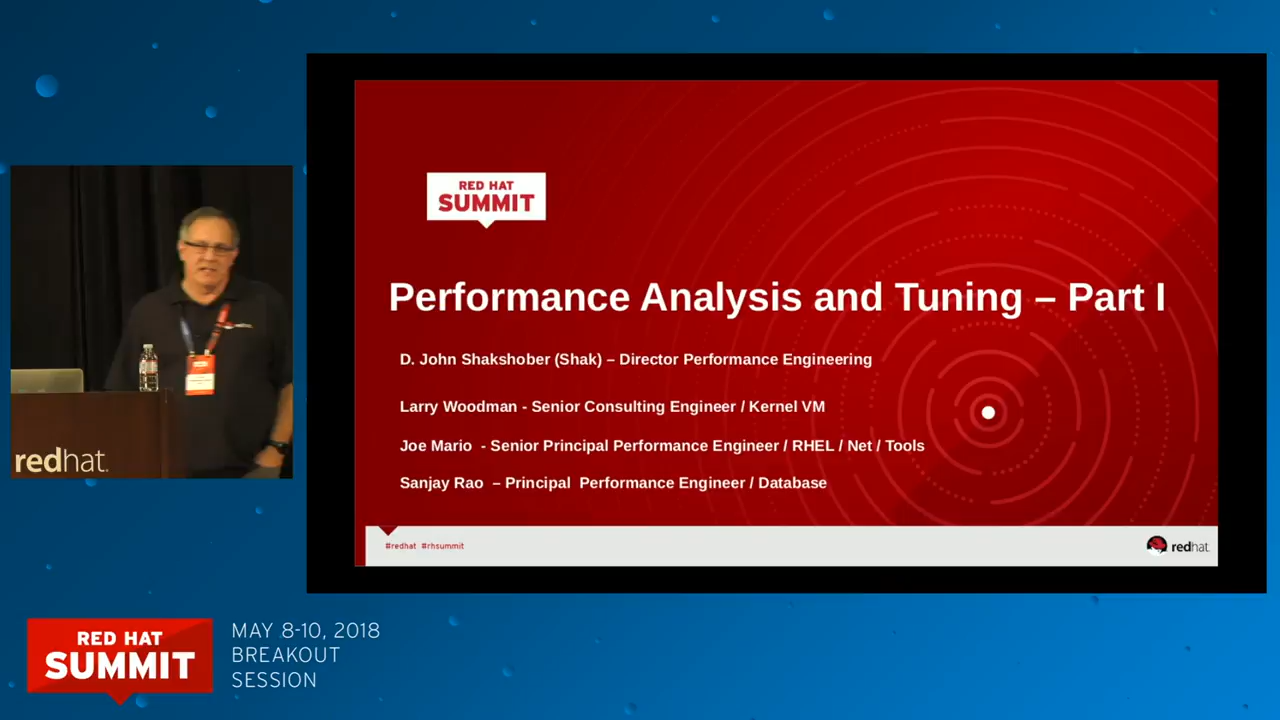 RED HAT
SUMMIT
Performance Analysis and Tuning – Part I
D. John Shakshober (Shak) – Director Performance Engineering
Larry Woodman - Senior Consulting Engineer / Kernel VM
Joe Mario - Senior Principal Performance Engineer / RHEL / Net / Tools
Sanjay Rao – Principal Performance Engineer / Database
#redhat #rhsummit
redhat.
redhat.
RED HAT
SUMMIT
MAY 8-10, 2018
BREAKOUT
SESSION